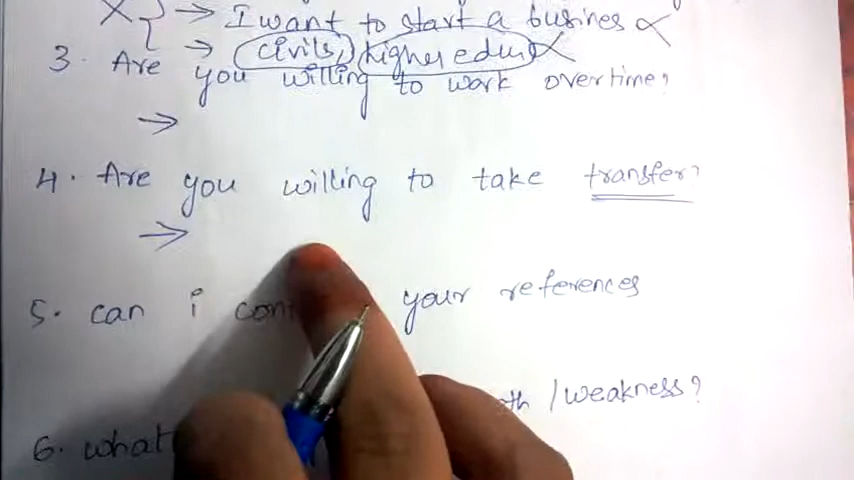 → I want to start a busines
→ civils, higher edun
3. Are you willing to work overtime?
→
4. Are you willing to take transfer?
→
5. can i your references
6. what /weakness?